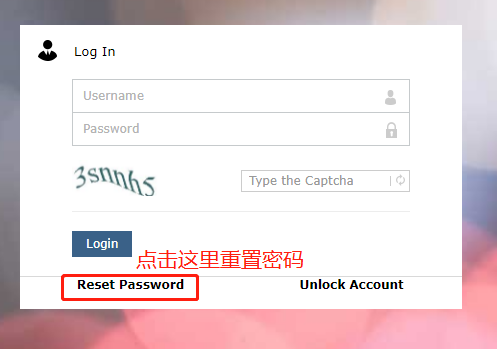 Log In
Username
Password
3snnh5
Type the Captcha
Login
点击这里重置密码
Reset Password
Unlock Account